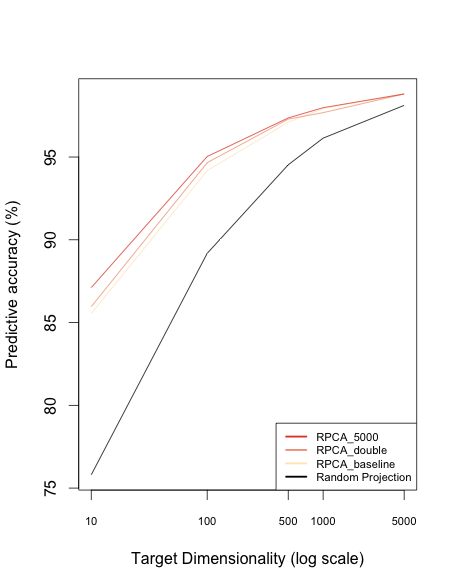 Predictive accuracy (%)
95
90
85
80
75
RPCA_5000
RPCA_double
RPCA_baseline
Random Projection
10 100 500 1000 5000
Target Dimensionality (log scale)